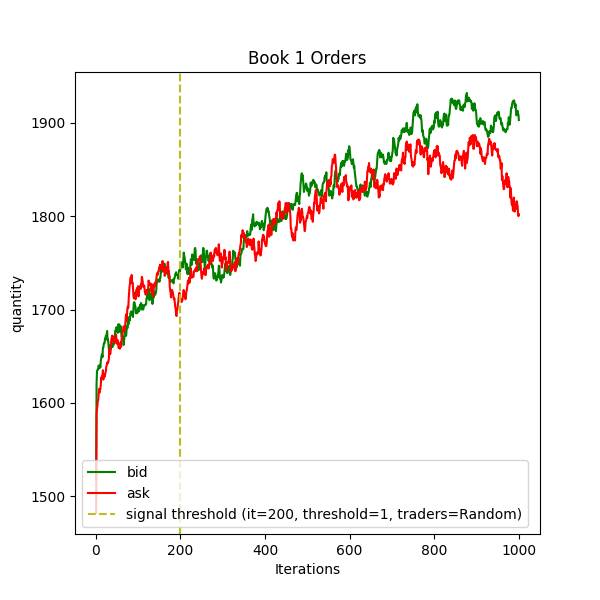 Book 1 Orders
quantity
1900
1800
1700
1600
1500
bid
ask
signal threshold (it=200, threshold=1, traders=Random)
0 200 400 600 800 1000
Iterations